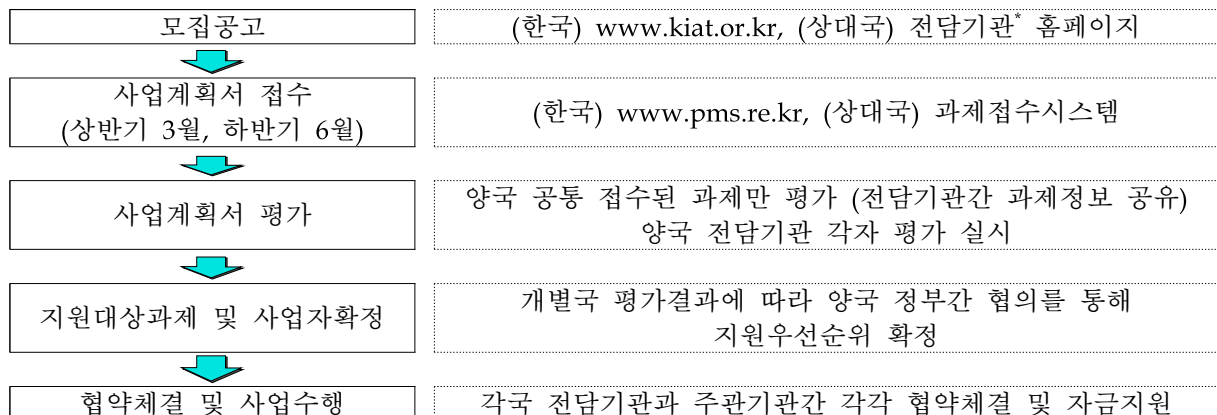 모집공고
(한국) www.kiat.or.kr, (상대국) 전담기관* 홈페이지
사업계획서 접수
(상반기 3월, 하반기 6월)
(한국) www.pms.re.kr, (상대국) 과제접수시스템
사업계획서 평가
양국 공통 접수된 과제만 평가 (전담기관간 과제정보 공유)
양국 전담기관 각자 평가 실시
지원대상과제 및 사업자확정
개별국 평가결과에 따라 양국 정부간 협의를 통해
지원우선순위 확정
협약체결 및 사업수행
각국 전담기관과 주관기관간 각각 협약체결 및 자금지원